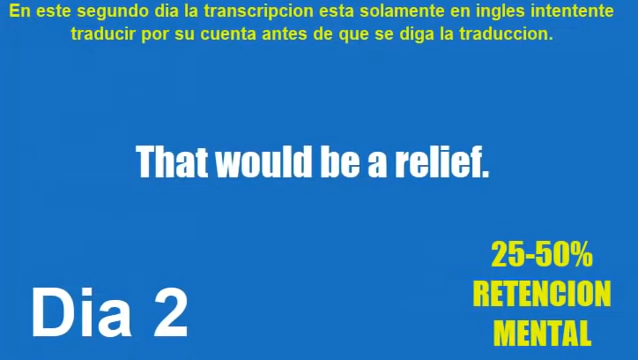 En este segundo dia la transcripcion esta solamente en ingles intentente
traducir por su cuenta antes de que se diga la traduccion.
That would be a relief.
25-50%
RETENCION
MENTAL
Dia 2